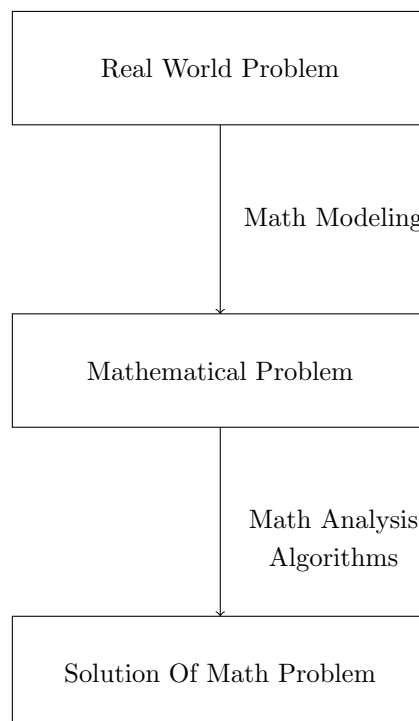 Real World Problem
Math Modeling
Mathematical Problem
Math Analysis
Algorithms
Solution Of Math Problem